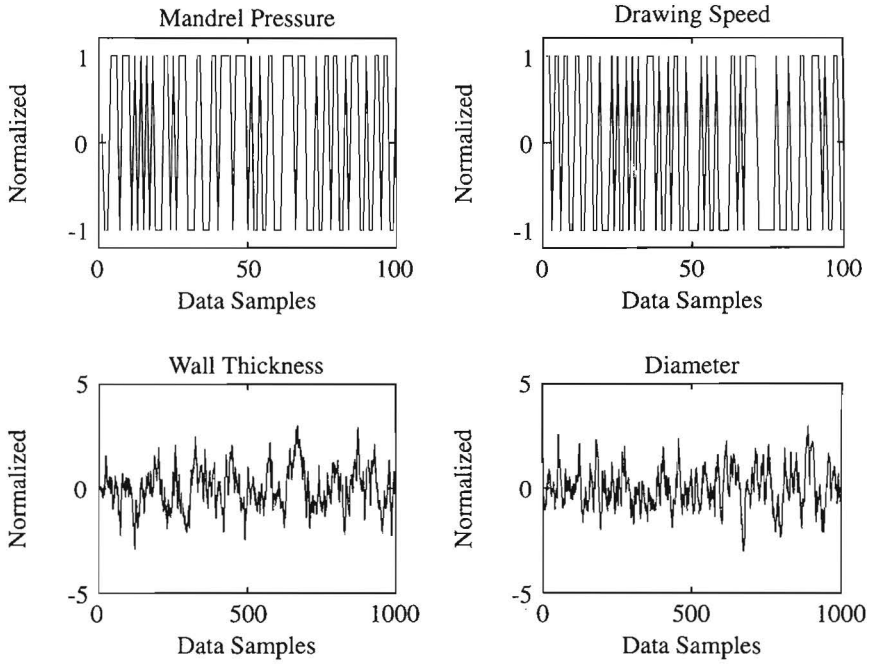 Mandrel Pressure
Normalized
1
0
-1
0
50
100
Data Samples
Drawing Speed
Normalized
1
0
-1
0
50
100
Data Samples
Wall Thickness
Normalized
5
0
-5
0
500
1000
Data Samples
Diameter
Normalized
5
0
-5
0
500
1000
Data Samples